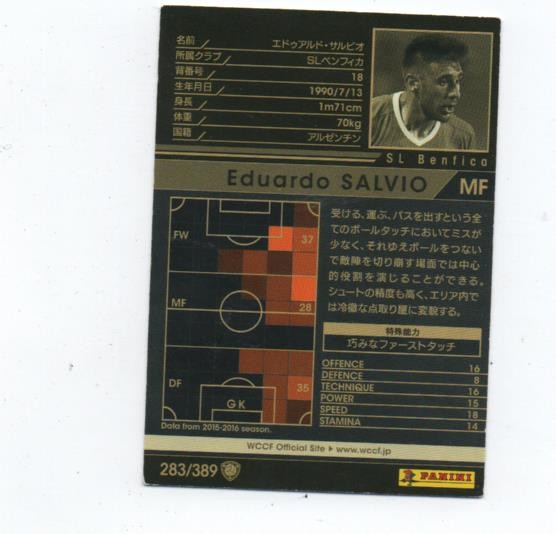 名前 エドゥアルド・サルビオ
所属クラブ SLベンフィカ
背番号 18
生年月日 1990/7/13
身長 1m71cm
体重 70kg
国籍 アルゼンチン
SL Benfica
Eduardo SALVIO MF
FW 37
MF 28
DF 35
GK
Data from 2015-2016 season.
受ける、運ぶ、パスを出すという全
てのボールタッチにおいてミスが
少なく、それゆえボールをつない
で敵陣を切り崩す場面では中心
的役割を演じることができる。
シュートの精度も高く、エリア内で
は冷徹な点取り屋に変貌する。
特殊能力
巧みなファーストタッチ
OFFENCE 16
DEFENCE 8
TECHNIQUE 16
POWER 15
SPEED 18
STAMINA 14
WCCF Official Site ▶ www.wccf.jp
283/389
PANINI